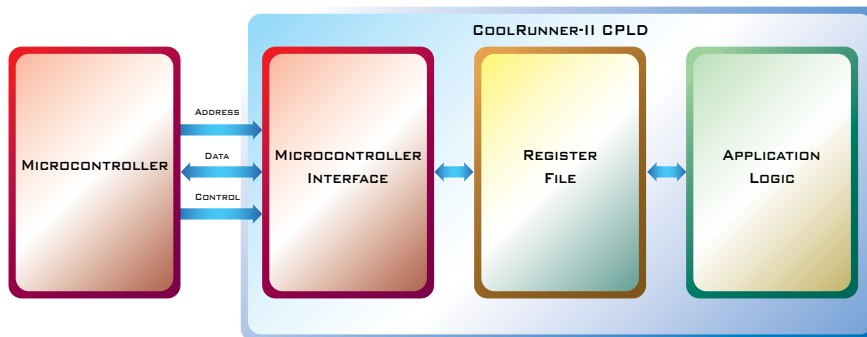 CoolRunner-II CPLD
Microcontroller
Address
Data
Control
Microcontroller
Interface
Register
File
Application
Logic